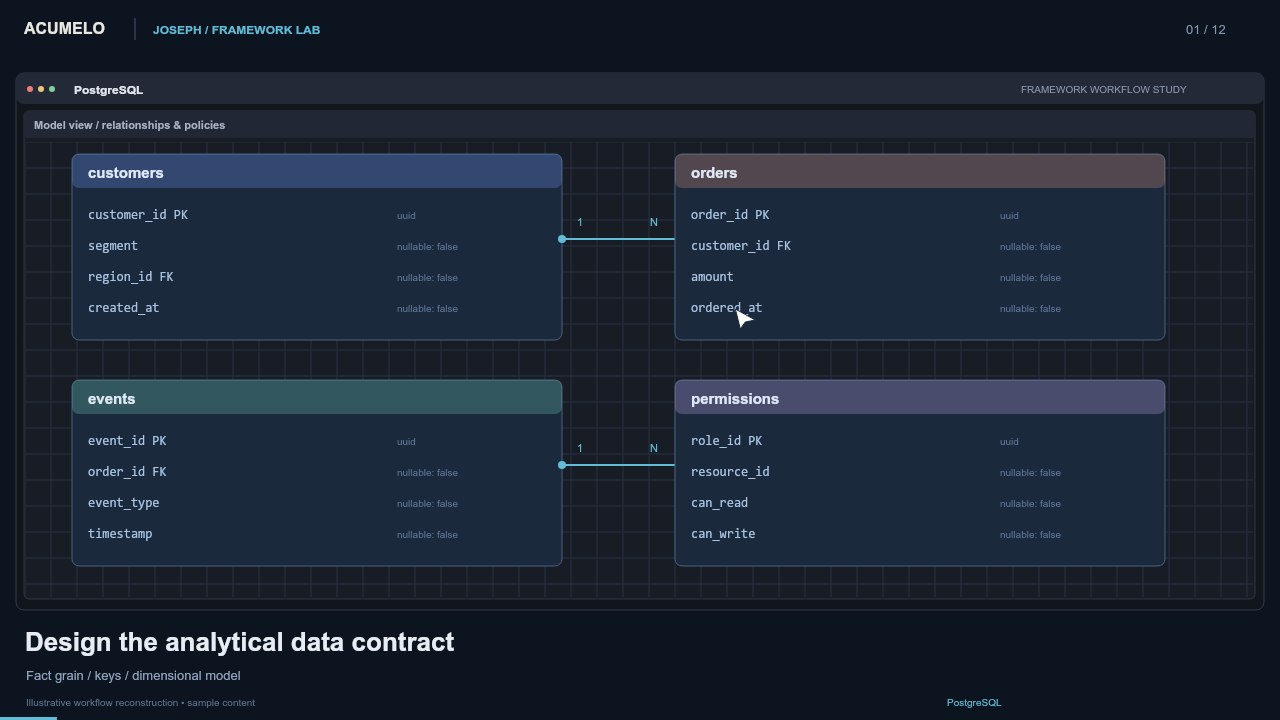 ACUMELO
JOSEPH / FRAMEWORK LAB
01 / 12
PostgreSQL
FRAMEWORK WORKFLOW STUDY
Model view / relationships & policies
customers
customer_id PK uuid
segment nullable: false
region_id FK nullable: false
created_at nullable: false
1 N
orders
order_id PK uuid
customer_id FK nullable: false
amount nullable: false
ordered_at nullable: false
events
event_id PK uuid
order_id FK nullable: false
event_type nullable: false
timestamp nullable: false
1 N
permissions
role_id PK uuid
resource_id nullable: false
can_read nullable: false
can_write nullable: false
Design the analytical data contract
Fact grain / keys / dimensional model
Illustrative workflow reconstruction • sample content
PostgreSQL